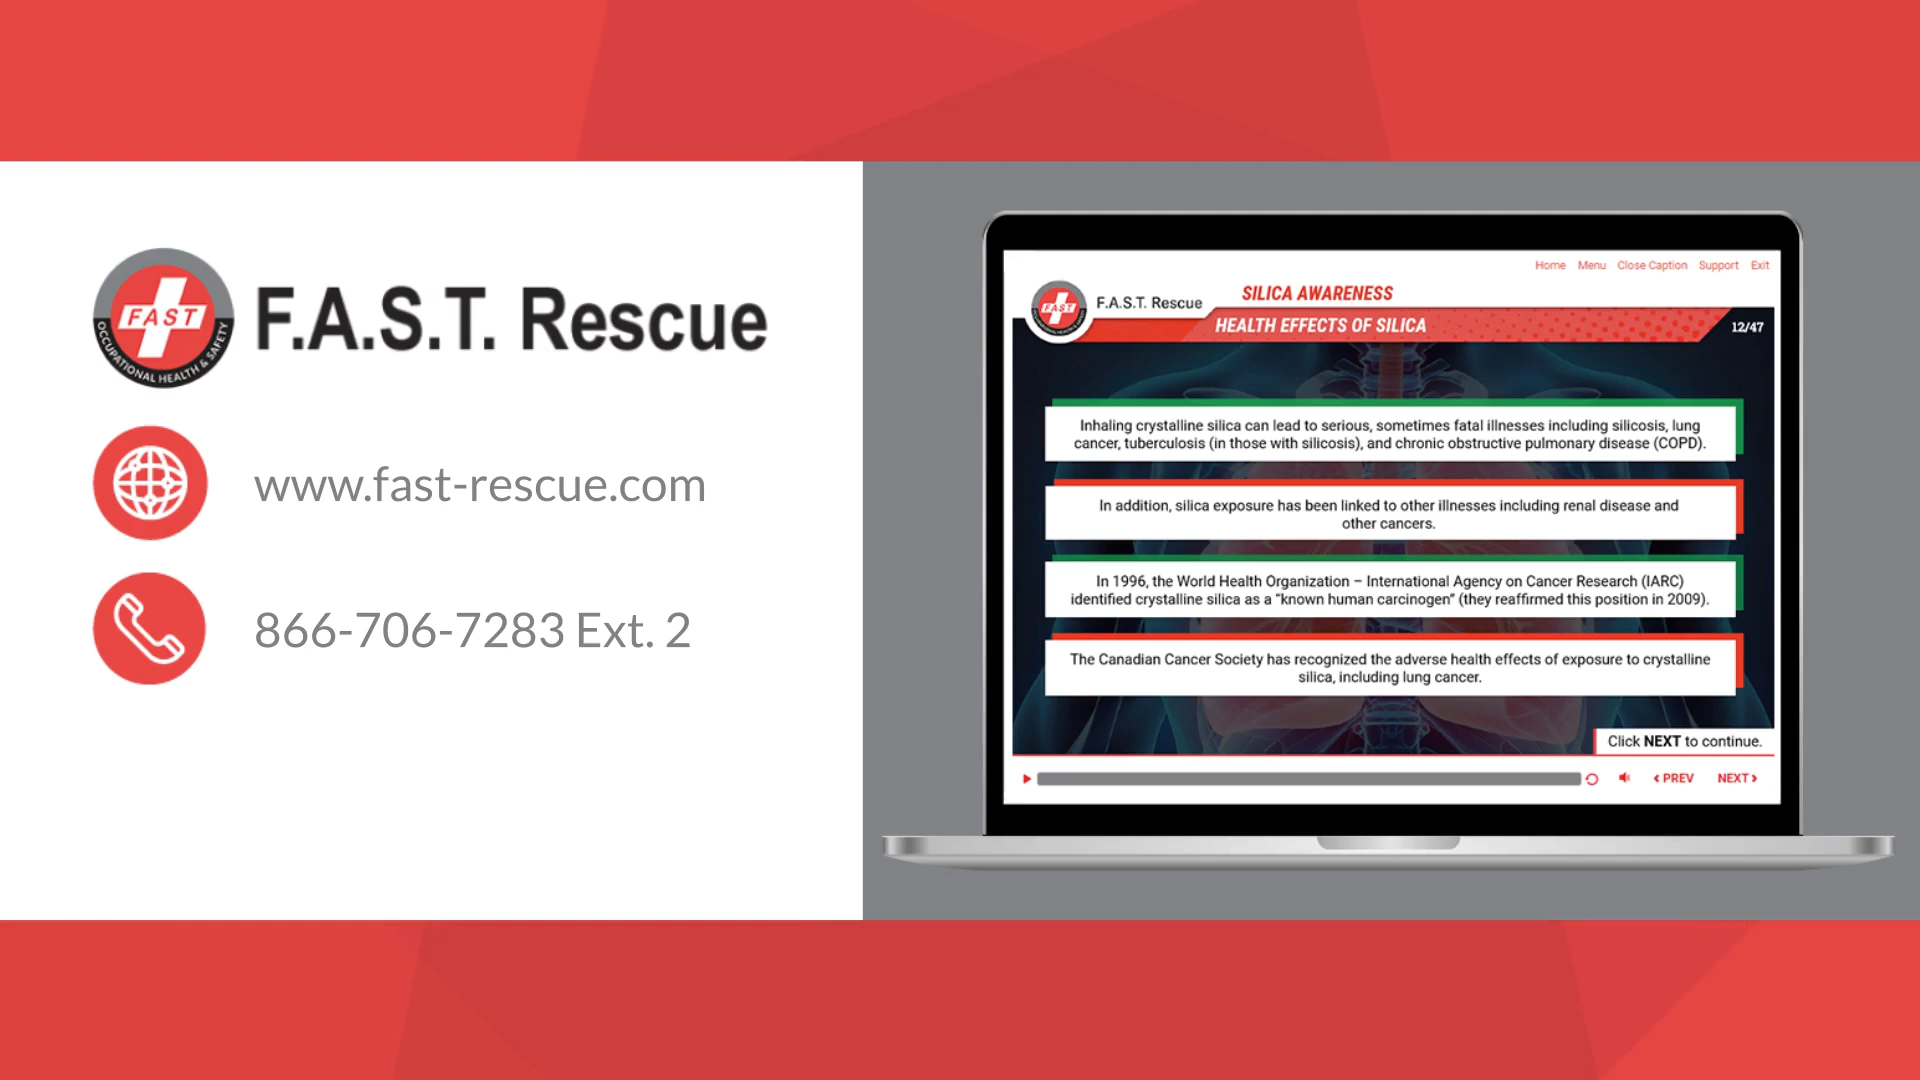 FAST
OCCUPATIONAL HEALTH & SAFETY
F.A.S.T. Rescue
www.fast-rescue.com
866-706-7283 Ext. 2
Home Menu Close Caption Support Exit
FAST
F.A.S.T. Rescue
SILICA AWARENESS
HEALTH EFFECTS OF SILICA
12/47
Inhaling crystalline silica can lead to serious, sometimes fatal illnesses including silicosis, lung
cancer, tuberculosis (in those with silicosis), and chronic obstructive pulmonary disease (COPD).
In addition, silica exposure has been linked to other illnesses including renal disease and
other cancers.
In 1996, the World Health Organization – International Agency on Cancer Research (IARC)
identified crystalline silica as a "known human carcinogen" (they reaffirmed this position in 2009).
The Canadian Cancer Society has recognized the adverse health effects of exposure to crystalline
silica, including lung cancer.
Click NEXT to continue.
PREV NEXT